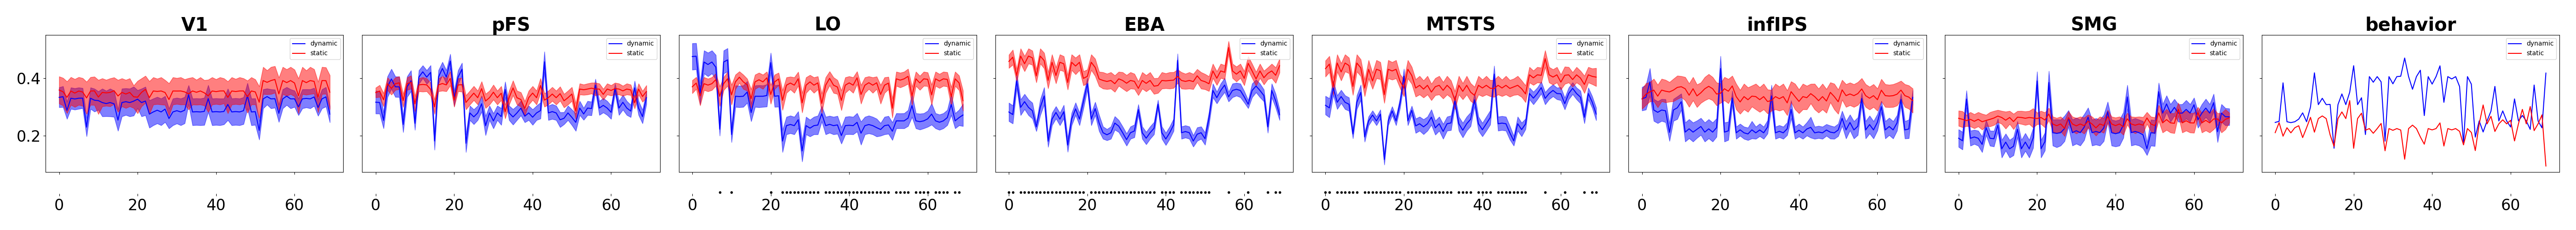 V1 pFS LO EBA MTSTS infIPS SMG behavior
dynamic dynamic dynamic dynamic dynamic dynamic dynamic dynamic
static static static static static static static static
0.4
0.2
0 20 40 60 0 20 40 60 0 20 40 60 0 20 40 60 0 20 40 60 0 20 40 60 0 20 40 60 0 20 40 60